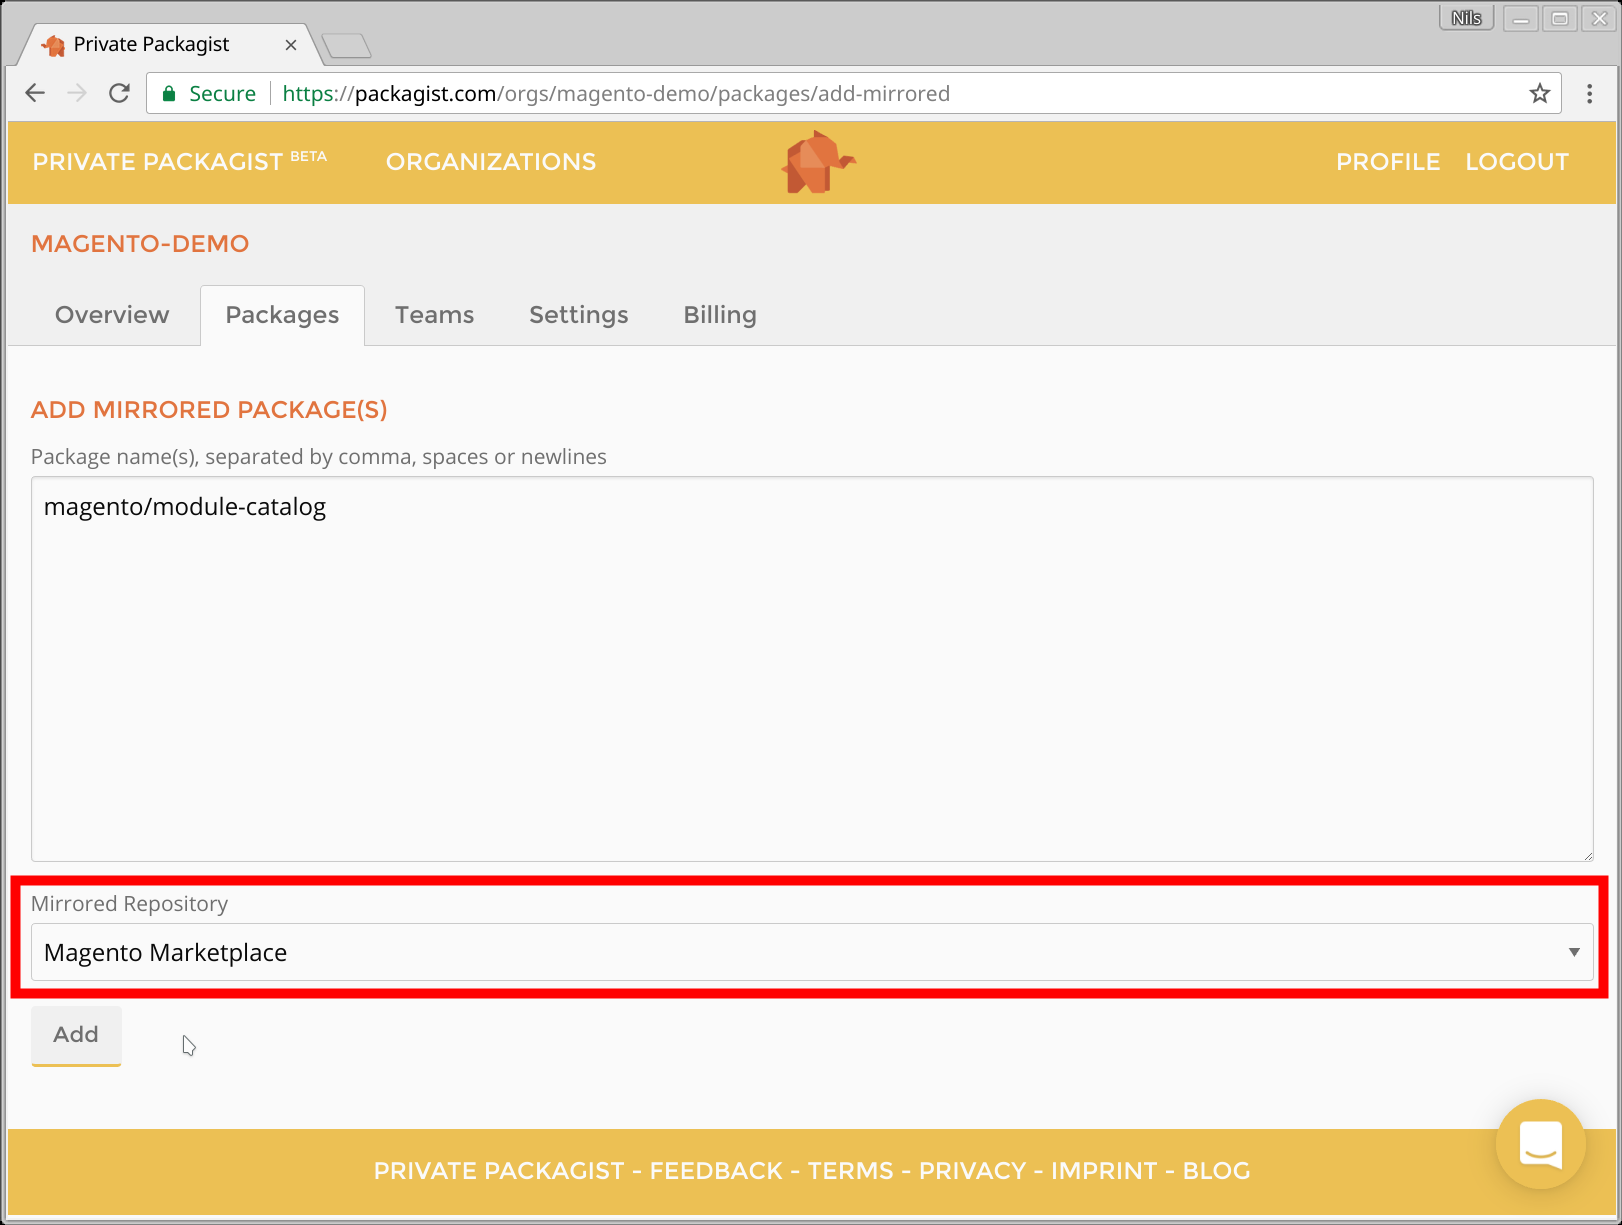 Nils
Private Packagist
Secure https://packagist.com/orgs/magento-demo/packages/add-mirrored
PRIVATE PACKAGIST BETA ORGANIZATIONS PROFILE LOGOUT
MAGENTO-DEMO
Overview Packages Teams Settings Billing
ADD MIRRORED PACKAGE(S)
Package name(s), separated by comma, spaces or newlines
magento/module-catalog
Mirrored Repository
Magento Marketplace
Add
PRIVATE PACKAGIST - FEEDBACK - TERMS - PRIVACY - IMPRINT - BLOG